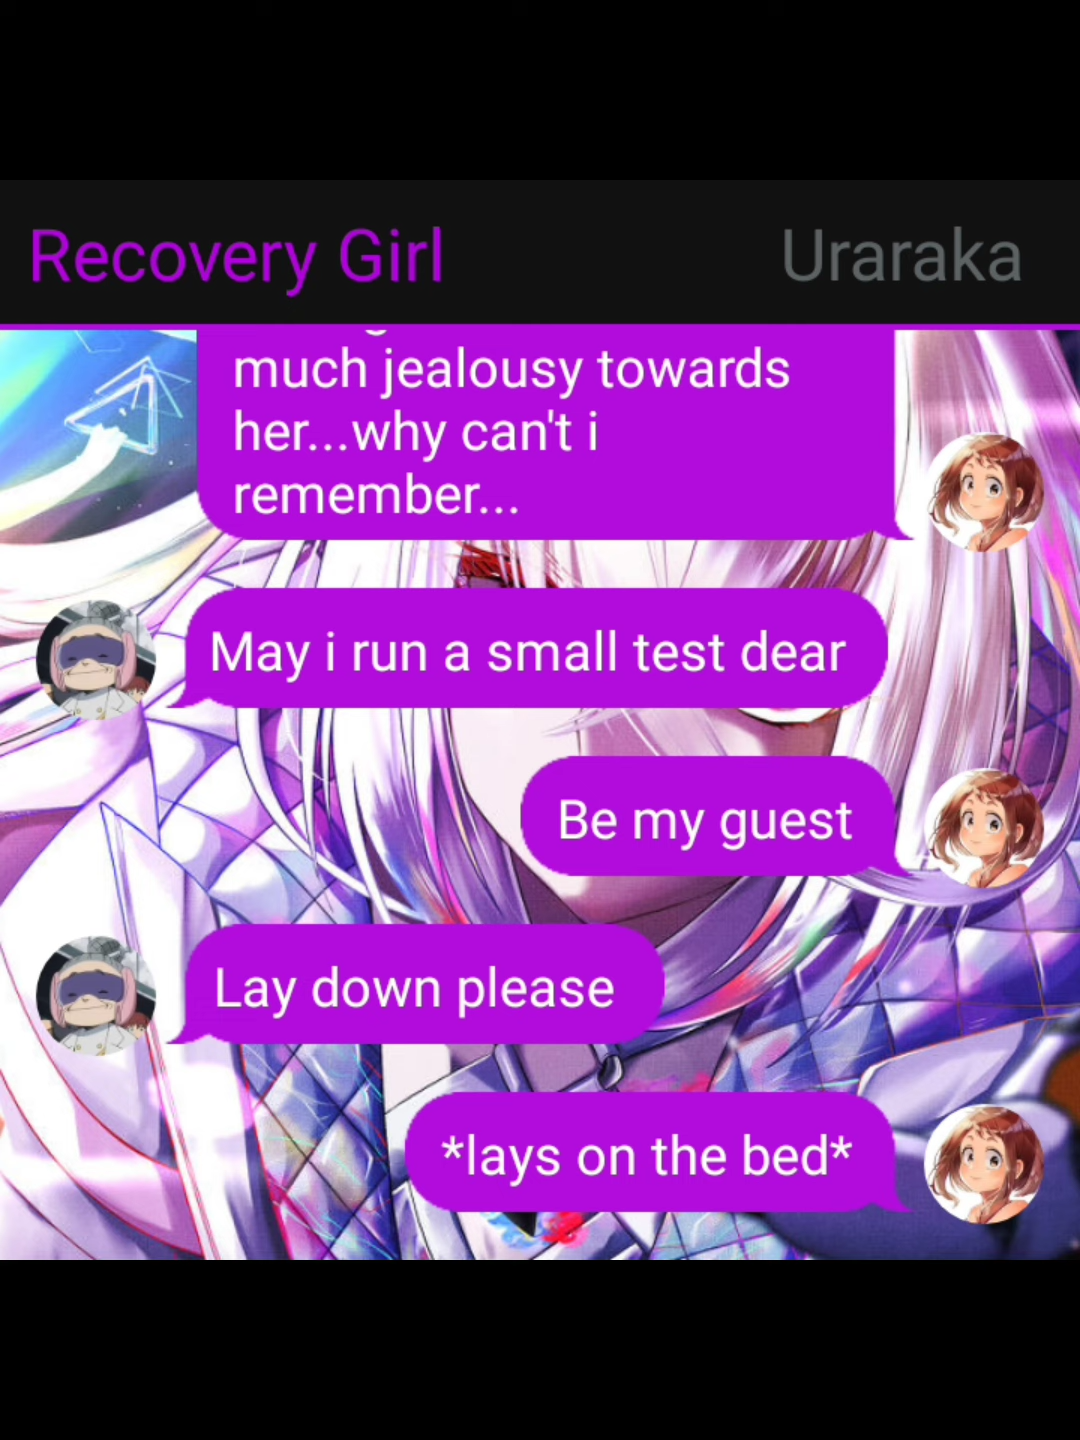 Recovery Girl
Uraraka
much jealousy towards
her...why can't i
remember...
May i run a small test dear
Be my guest
Lay down please
*lays on the bed*